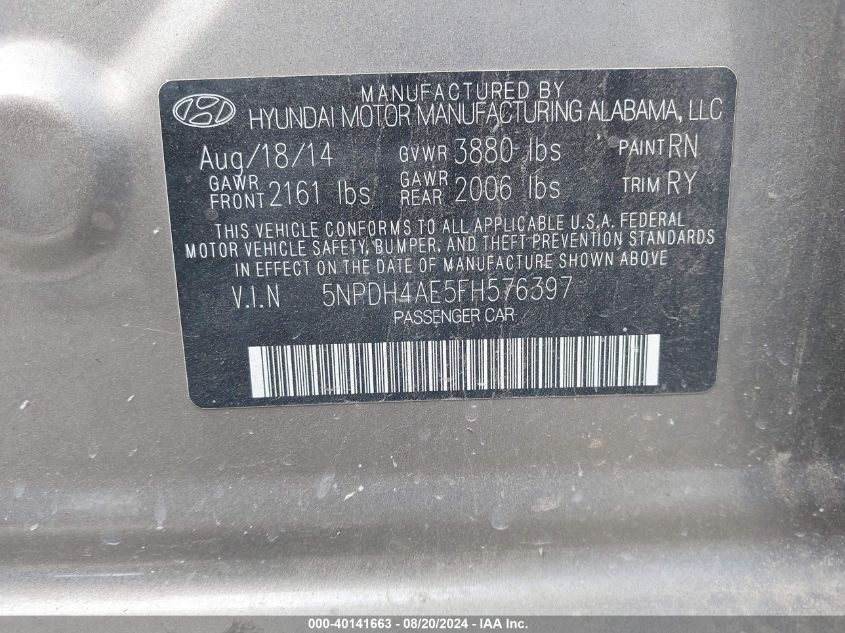 MANUFACTURED BY
HYUNDAI MOTOR MANUFACTURING ALABAMA, LLC
Aug/18/14 GVWR 3880 lbs PAINT RN
GAWR FRONT 2161 lbs GAWR REAR 2006 lbs TRIM RY
THIS VEHICLE CONFORMS TO ALL APPLICABLE U.S.A. FEDERAL
MOTOR VEHICLE SAFETY, BUMPER, AND THEFT PREVENTION STANDARDS
IN EFFECT ON THE DATE OF MANUFACTURE SHOWN ABOVE
V.I.N 5NPDH4AE5FH576397
PASSENGER CAR
000-40141663 - 08/20/2024 - IAA Inc.